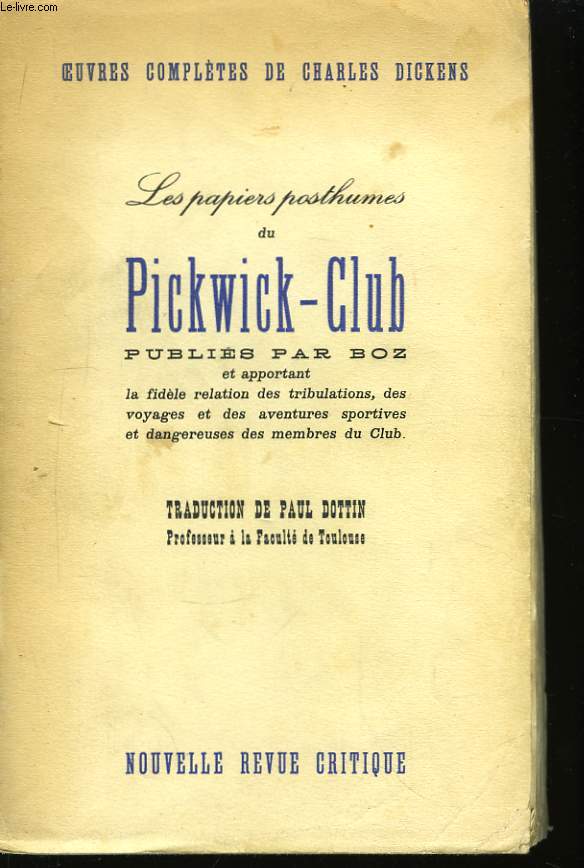 Le-livre.com
ŒUVRES COMPLÈTES DE CHARLES DICKENS
Les papiers posthumes
du
Pickwick-Club
PUBLIÉS PAR BOZ
et apportant
la fidèle relation des tribulations, des
voyages et des aventures sportives
et dangereuses des membres du Club.
TRADUCTION DE PAUL DOTTIN
Professeur à la Faculté de Toulouse
NOUVELLE REVUE CRITIQUE